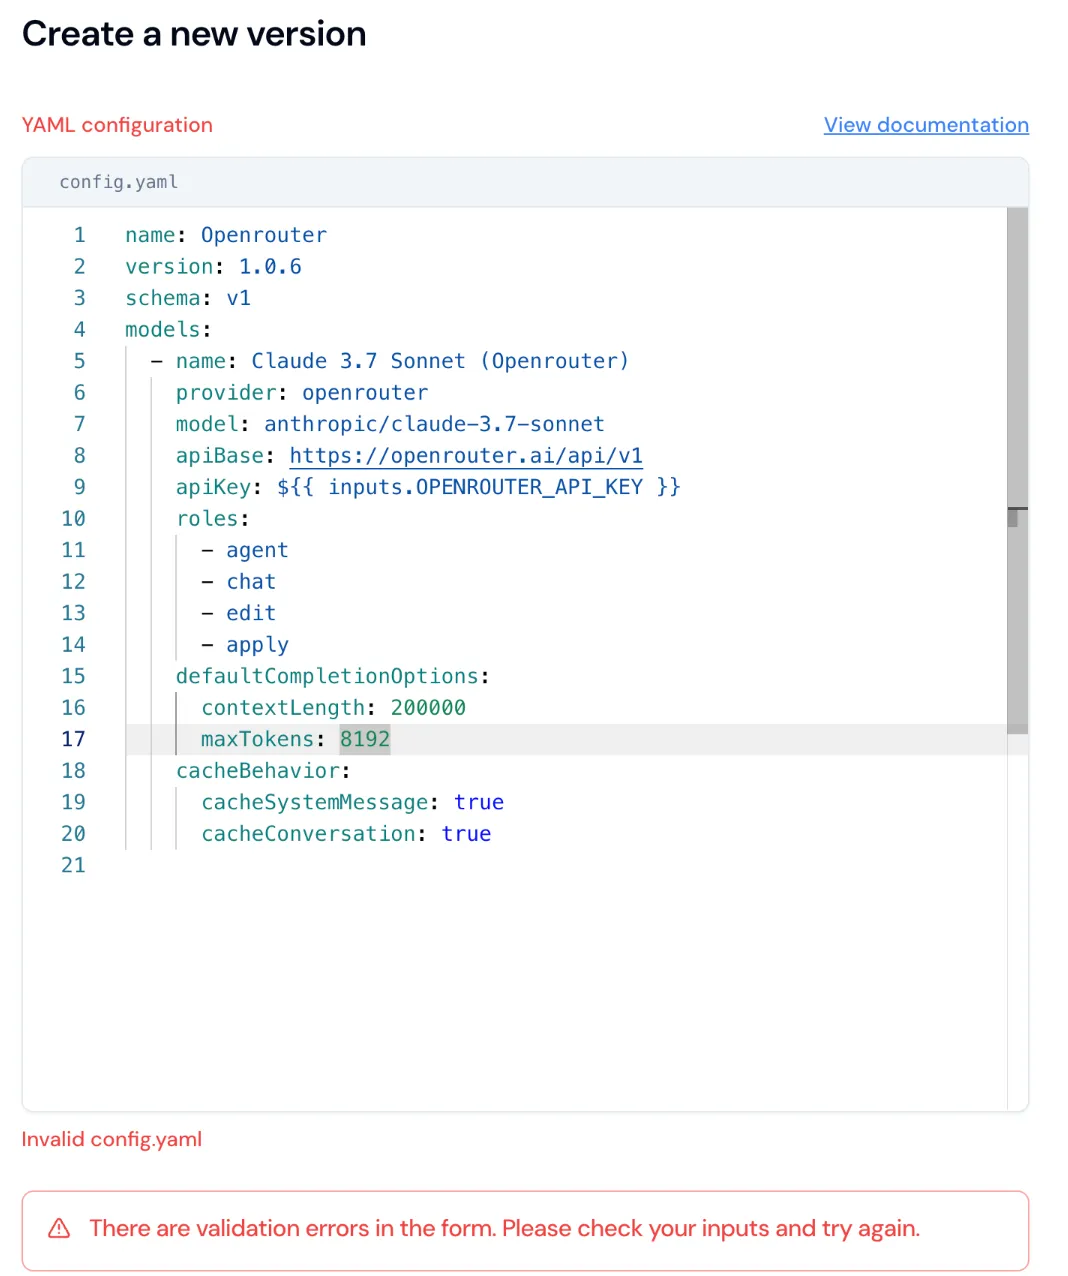 Create a new version
YAML configuration
View documentation
config.yaml
1 name: Openrouter
2 version: 1.0.6
3 schema: v1
4 models:
5 - name: Claude 3.7 Sonnet (Openrouter)
6 provider: openrouter
7 model: anthropic/claude-3.7-sonnet
8 apiBase: https://openrouter.ai/api/v1
9 apiKey: ${{ inputs.OPENROUTER_API_KEY }}
10 roles:
11 - agent
12 - chat
13 - edit
14 - apply
15 defaultCompletionOptions:
16 contextLength: 200000
17 maxTokens: 8192
18 cacheBehavior:
19 cacheSystemMessage: true
20 cacheConversation: true
21
Invalid config.yaml
There are validation errors in the form. Please check your inputs and try again.